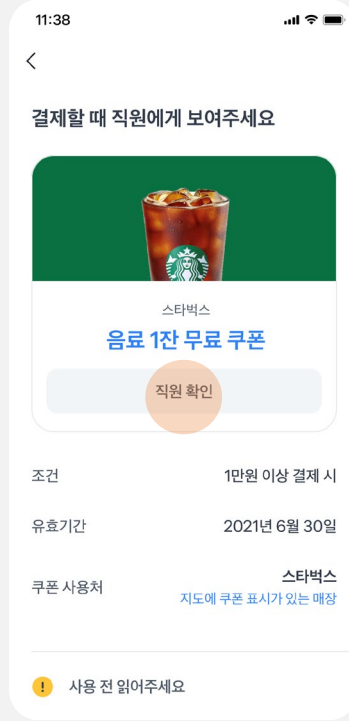 11:38
결제할 때 직원에게 보여주세요
스타벅스
음료 1잔 무료 쿠폰
직원 확인
조건 1만원 이상 결제 시
유효기간 2021년 6월 30일
쿠폰 사용처 스타벅스
지도에 쿠폰 표시가 있는 매장
! 사용 전 읽어주세요